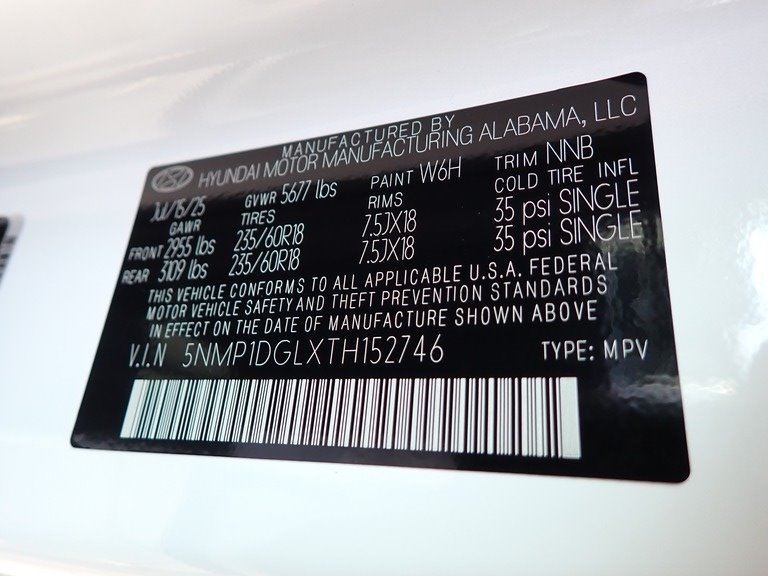 MANUFACTURED BY
HYUNDAI MOTOR MANUFACTURING ALABAMA, LLC
Jul/15/25 GVWR 5677 lbs PAINT W6H TRIM NNB
GAWR TIRES RIMS COLD TIRE INFL
FRONT 2955 lbs 235/60R18 7.5JX18 35 psi SINGLE
REAR 3109 lbs 235/60R18 7.5JX18 35 psi SINGLE
THIS VEHICLE CONFORMS TO ALL APPLICABLE U.S.A. FEDERAL
MOTOR VEHICLE SAFETY AND THEFT PREVENTION STANDARDS
IN EFFECT ON THE DATE OF MANUFACTURE SHOWN ABOVE
V.I.N 5NMP1DGLXTH152746 TYPE: MPV